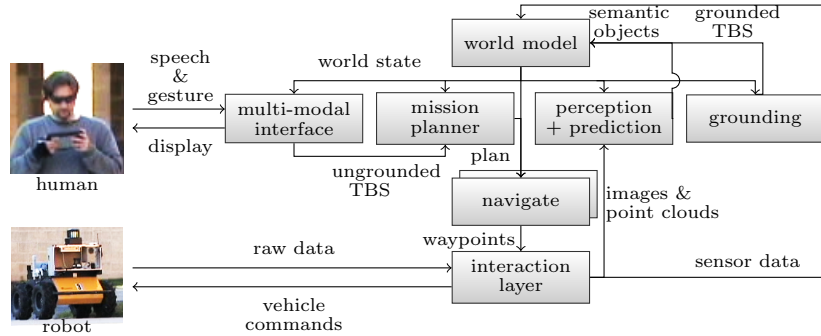 semantic
objects
grounded
TBS
world model
speech
&
gesture
world state
multi-modal
interface
mission
planner
perception
+ prediction
grounding
display
human
ungrounded
TBS
plan
navigate
images &
point clouds
raw data
waypoints
interaction
layer
sensor data
vehicle
commands
robot